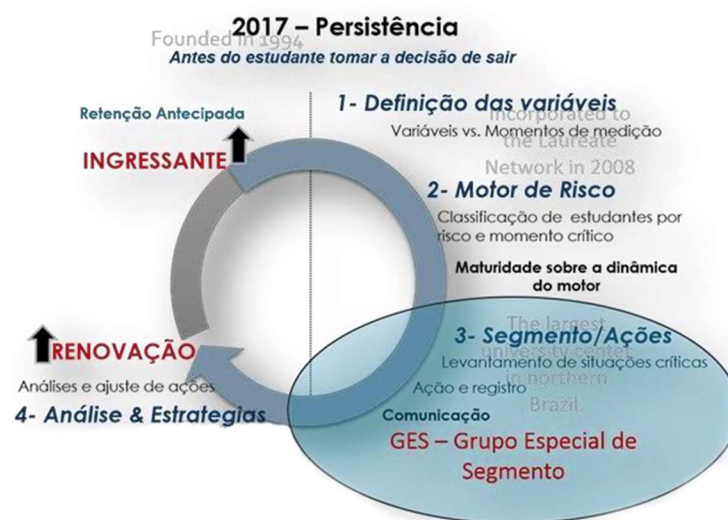 2017 – Persistência
Founded in 1994
Antes do estudante tomar a decisão de sair
Retenção Antecipada
INGRESSANTE
1- Definição das variáveis
Incorporated to
Variáveis vs. Momentos de medição
the Laureate
Network in 2008
2- Motor de Risco
Classificação de estudantes por
risco e momento crítico
Maturidade sobre a dinâmica
do motor
The largest
3- Segmento/Ações
university center
Levantamento de situações críticas
in northern
Ação e registro
Brazil.
Comunicação
GES – Grupo Especial de
Segmento
RENOVAÇÃO
Análises e ajuste de ações
4- Análise & Estrategias